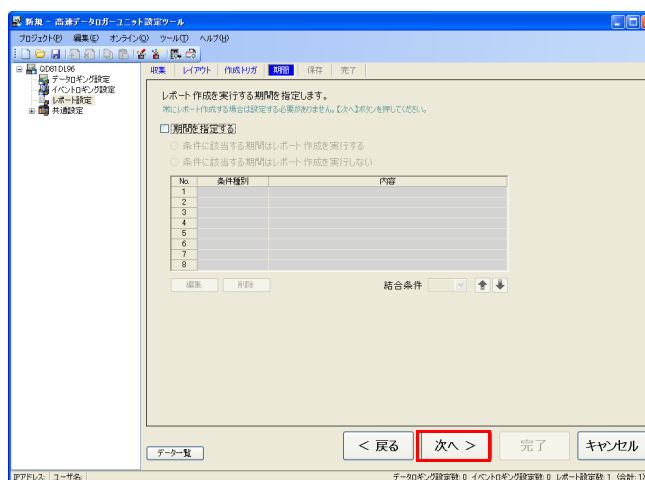 新規 - 高速データロガーユニット設定ツール
プロジェクト(P) 編集(E) オンライン(O) ツール(T) ヘルプ(H)
QD81DL96
データロギング設定
イベントロギング設定
レポート設定
共通設定
収集 レイアウト 作成トリガ 期間 保存 完了
レポート作成を実行する期間を指定します。
常にレポート作成する場合は設定する必要がありません。【次へ】ボタンを押してください。
期間を指定する
条件に該当する期間はレポート作成を実行する
条件に該当する期間はレポート作成を実行しない
No. 条件種別 内容
1
2
3
4
5
6
7
8
編集 削除 結合条件
データ一覧 < 戻る 次へ > 完了 キャンセル
IPアドレス: ユーザ名: データロギング設定数: 0 イベントロギング設定数: 0 レポート設定数: 1 (合計: 1)